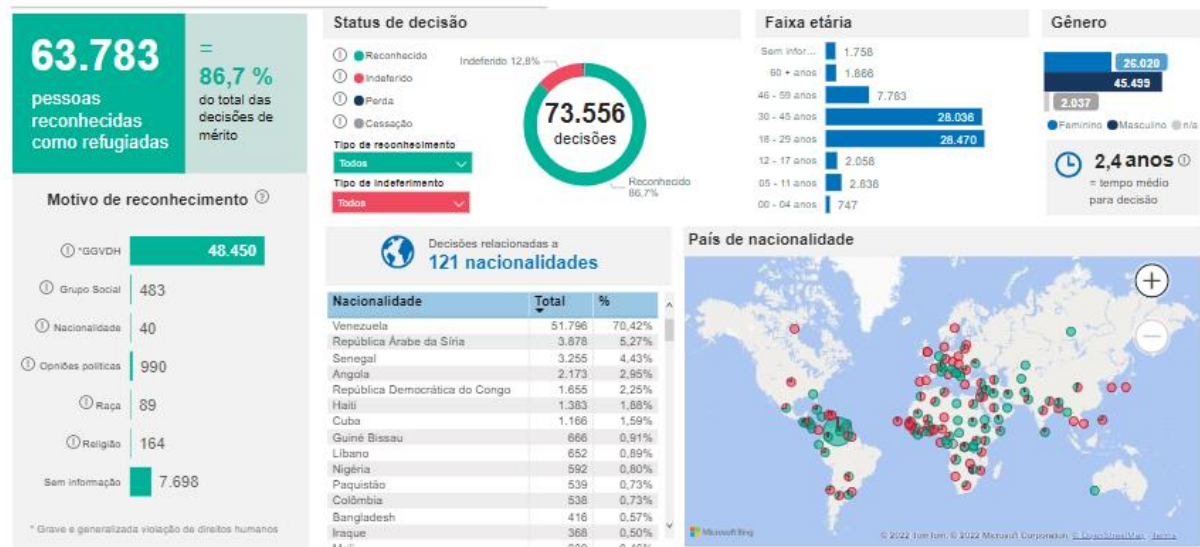 63.783
pessoas
reconhecidas
como refugiadas
=
86,7 %
do total das
decisões de
mérito
Motivo de reconhecimento
*GGVDH 48.450
Grupo Social 483
Nacionalidade 40
Opniões políticas 990
Raça 89
Religião 164
Sem informação 7.698
* Grave e generalizada violação de direitos humanos
Status de decisão
Reconhecido
Indeferido
Perda
Cessação
Tipo de reconhecimento
Todos
Tipo de indeferimento
Todos
Indeferido 12,8%
73.556
decisões
Reconhecido
86,7%
Faixa etária
Sem infor... 1.758
60 + anos 1.866
46 - 59 anos 7.763
30 - 45 anos 28.036
18 - 29 anos 28.470
12 - 17 anos 2.058
05 - 11 anos 2.838
00 - 04 anos 747
Gênero
26.020
45.499
2.037
Feminino Masculino n/a
2,4 anos
= tempo médio
para decisão
Decisões relacionadas a
121 nacionalidades
Nacionalidade Total %
Venezuela 51.796 70,42%
República Árabe da Síria 3.878 5,27%
Senegal 3.255 4,43%
Angola 2.173 2,95%
República Democrática do Congo 1.655 2,25%
Haiti 1.383 1,88%
Cuba 1.166 1,59%
Guiné Bissau 666 0,91%
Líbano 652 0,89%
Nigéria 592 0,80%
Paquistão 539 0,73%
Colômbia 538 0,73%
Bangladesh 416 0,57%
Iraque 368 0,50%
País de nacionalidade
Microsoft Bing
© 2022 TomTom, © 2022 Microsoft Corporation, © OpenStreetMap Terms